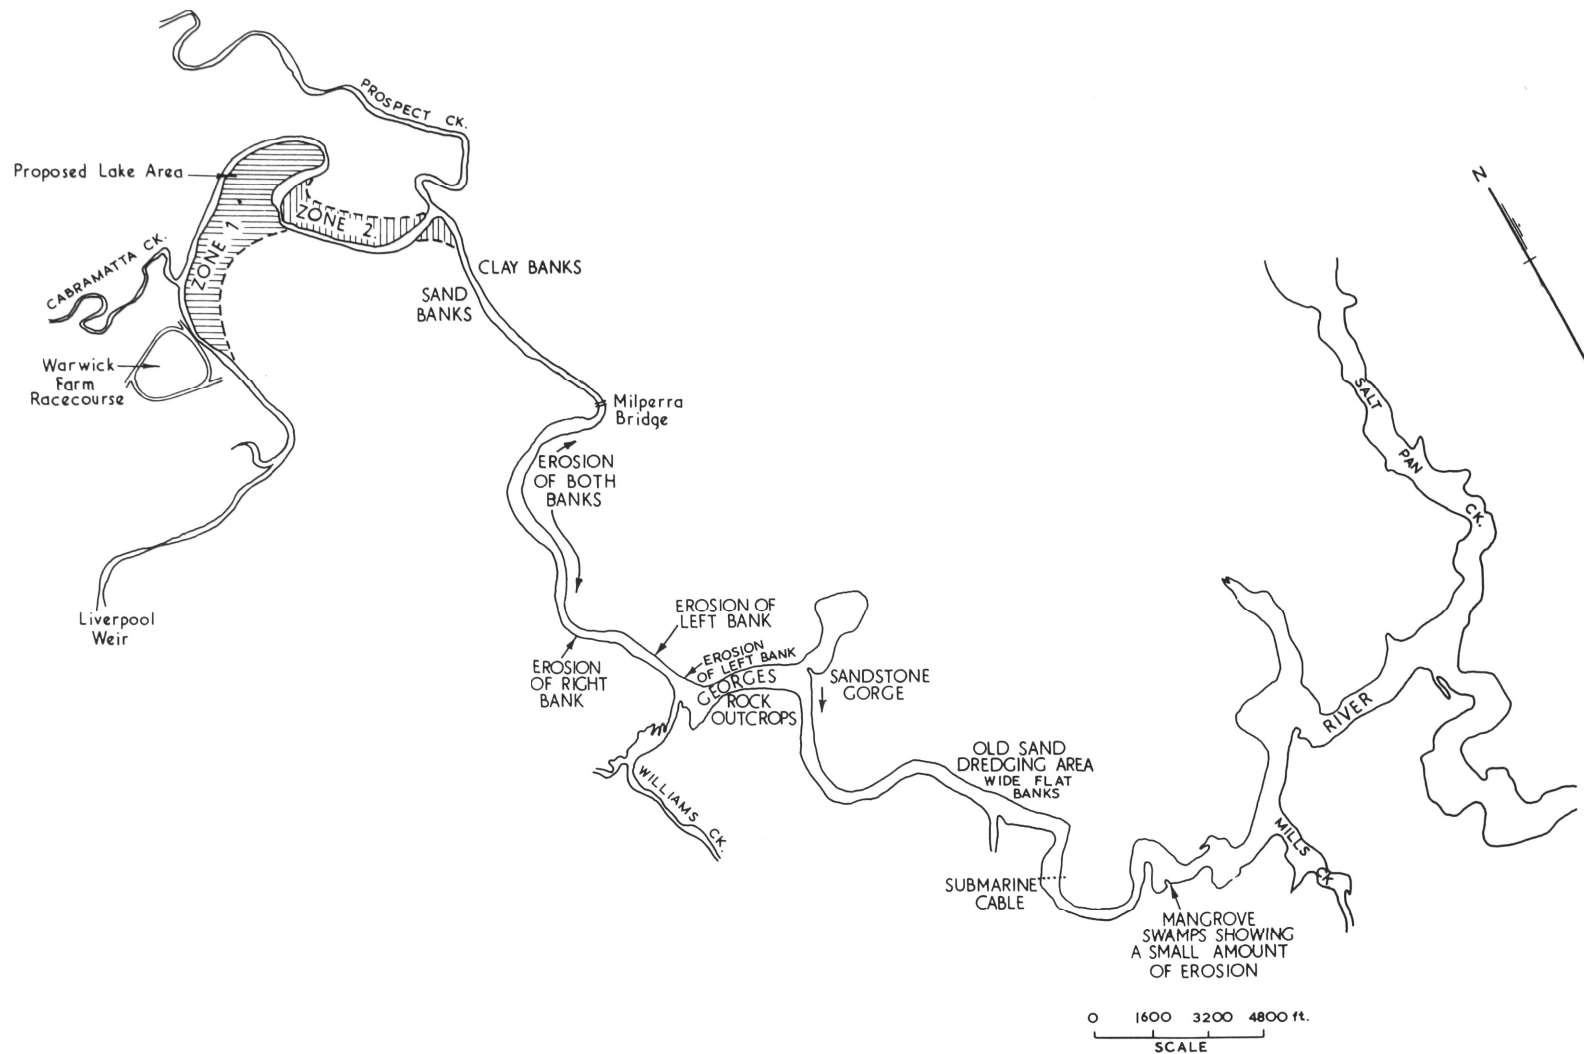 PROSPECT CK.
Proposed Lake Area
ZONE 1
ZONE 2.
CABRAMATTA CK.
Warwick
Farm
Racecourse
CLAY BANKS
SAND
BANKS
Milperra
Bridge
N
EROSION
OF BOTH
BANKS
Liverpool
Weir
EROSION OF
LEFT BANK
EROSION
OF LEFT BANK
EROSION
OF RIGHT
BANK
GEORGES
ROCK
OUTCROPS
SANDSTONE
GORGE
WILLIAMS CK.
OLD SAND
DREDGING AREA
WIDE FLAT
BANKS
SUBMARINE
CABLE
SALT
PAN
CK.
RIVER
MILLS
CK
MANGROVE
SWAMPS SHOWING
A SMALL AMOUNT
OF EROSION
0 1600 3200 4800 ft.
SCALE